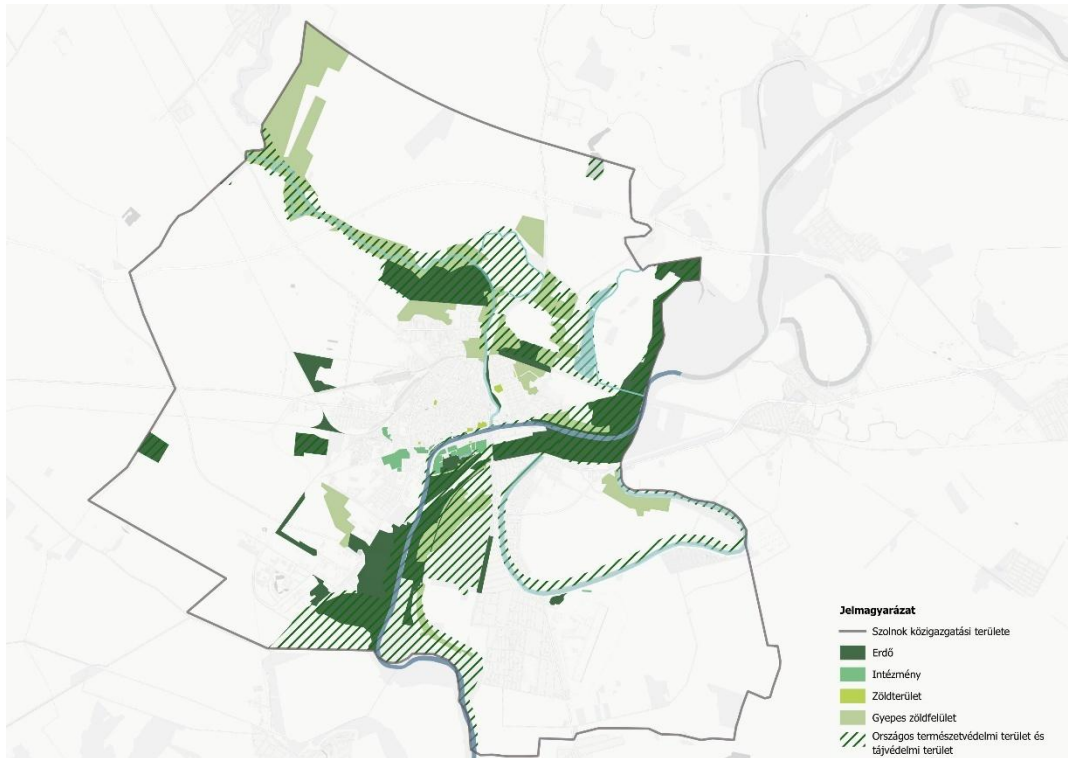 Jelmagyarázat
Szolnok közigazgatási területe
Erdő
Intézmény
Zöldterület
Gyepes zöldfelület
Országos természetvédelmi terület és
tájvédelmi terület